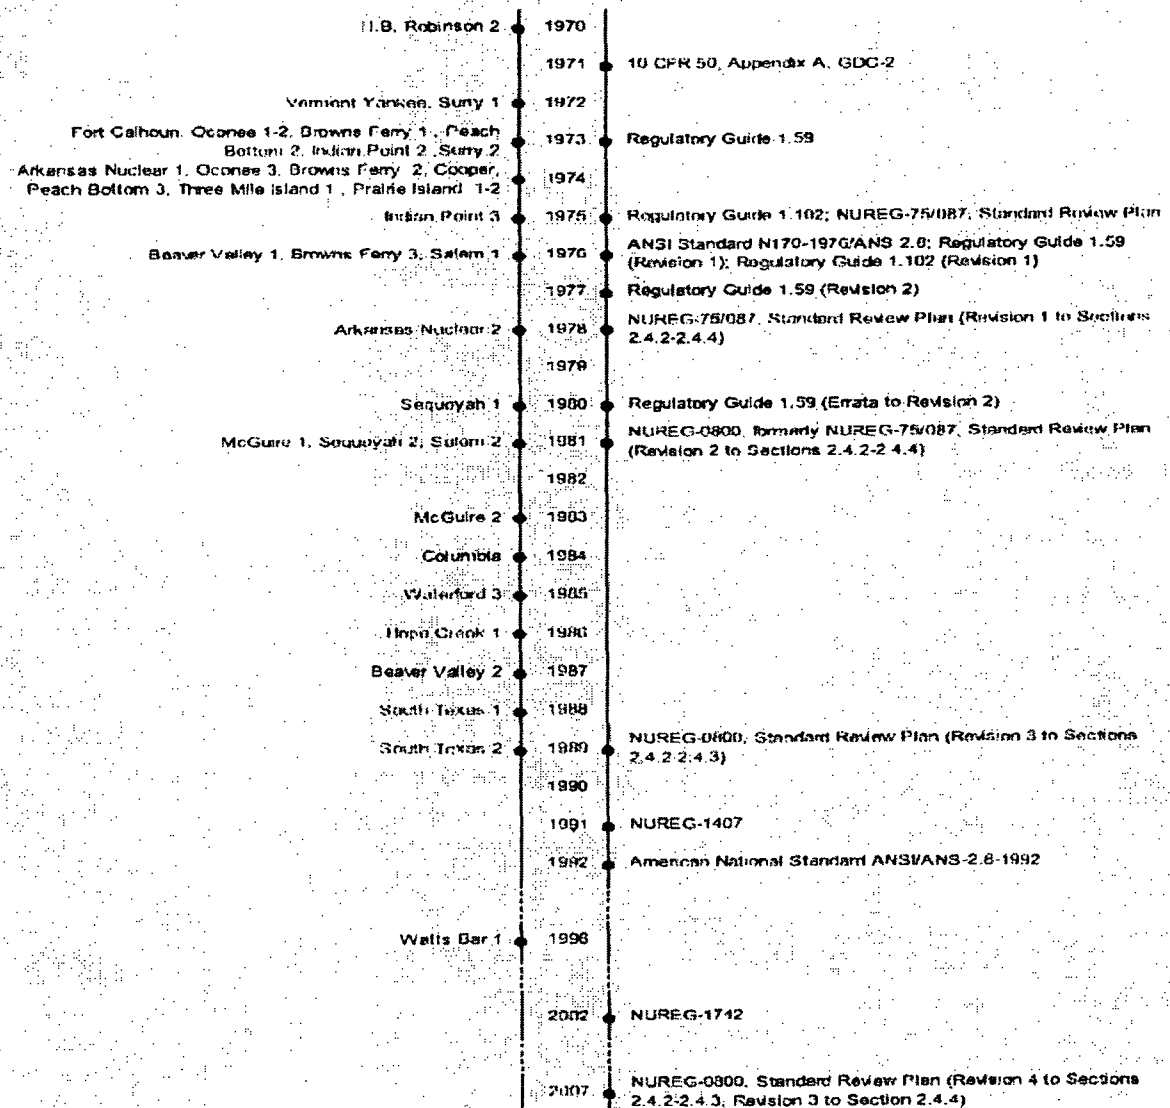 H.B. Robinson 2 1970
1971 10 CFR 50, Appendix A, GDC-2
Vermont Yankee, Surry 1 1972
Fort Calhoun, Oconee 1-2, Browns Ferry 1, Peach
Bottom 2, Indian Point 2, Surry 2
1973 Regulatory Guide 1.59
Arkansas Nuclear 1, Oconee 3, Browns Ferry 2, Cooper,
Peach Bottom 3, Three Mile Island 1, Prairie Island 1-2
1974
Indian Point 3 1975 Regulatory Guide 1.102; NUREG-75/087, Standard Review Plan
Beaver Valley 1, Browns Ferry 3, Salem 1 1976
ANSI Standard N170-1976/ANS 2.8; Regulatory Guide 1.59
(Revision 1); Regulatory Guide 1.102 (Revision 1)
1977 Regulatory Guide 1.59 (Revision 2)
Arkansas Nuclear 2 1978
NUREG-75/087, Standard Review Plan (Revision 1 to Sections
2.4.2-2.4.4)
1979
Sequoyah 1 1980 Regulatory Guide 1.59 (Errata to Revision 2)
McGuire 1, Sequoyah 2, Salem 2 1981
NUREG-0800, formerly NUREG-75/087, Standard Review Plan
(Revision 2 to Sections 2.4.2-2.4.4)
1982
McGuire 2 1983
Columbia 1984
Waterford 3 1985
Hope Creek 1 1986
Beaver Valley 2 1987
South Texas 1 1988
South Texas 2 1989
NUREG-0800, Standard Review Plan (Revision 3 to Sections
2.4.2-2.4.3)
1990
1991 NUREG-1407
1992 American National Standard ANSI/ANS-2.8-1992
Watts Bar 1 1996
2002 NUREG-1742
2007
NUREG-0800, Standard Review Plan (Revision 4 to Sections
2.4.2-2.4.3; Revision 3 to Section 2.4.4)